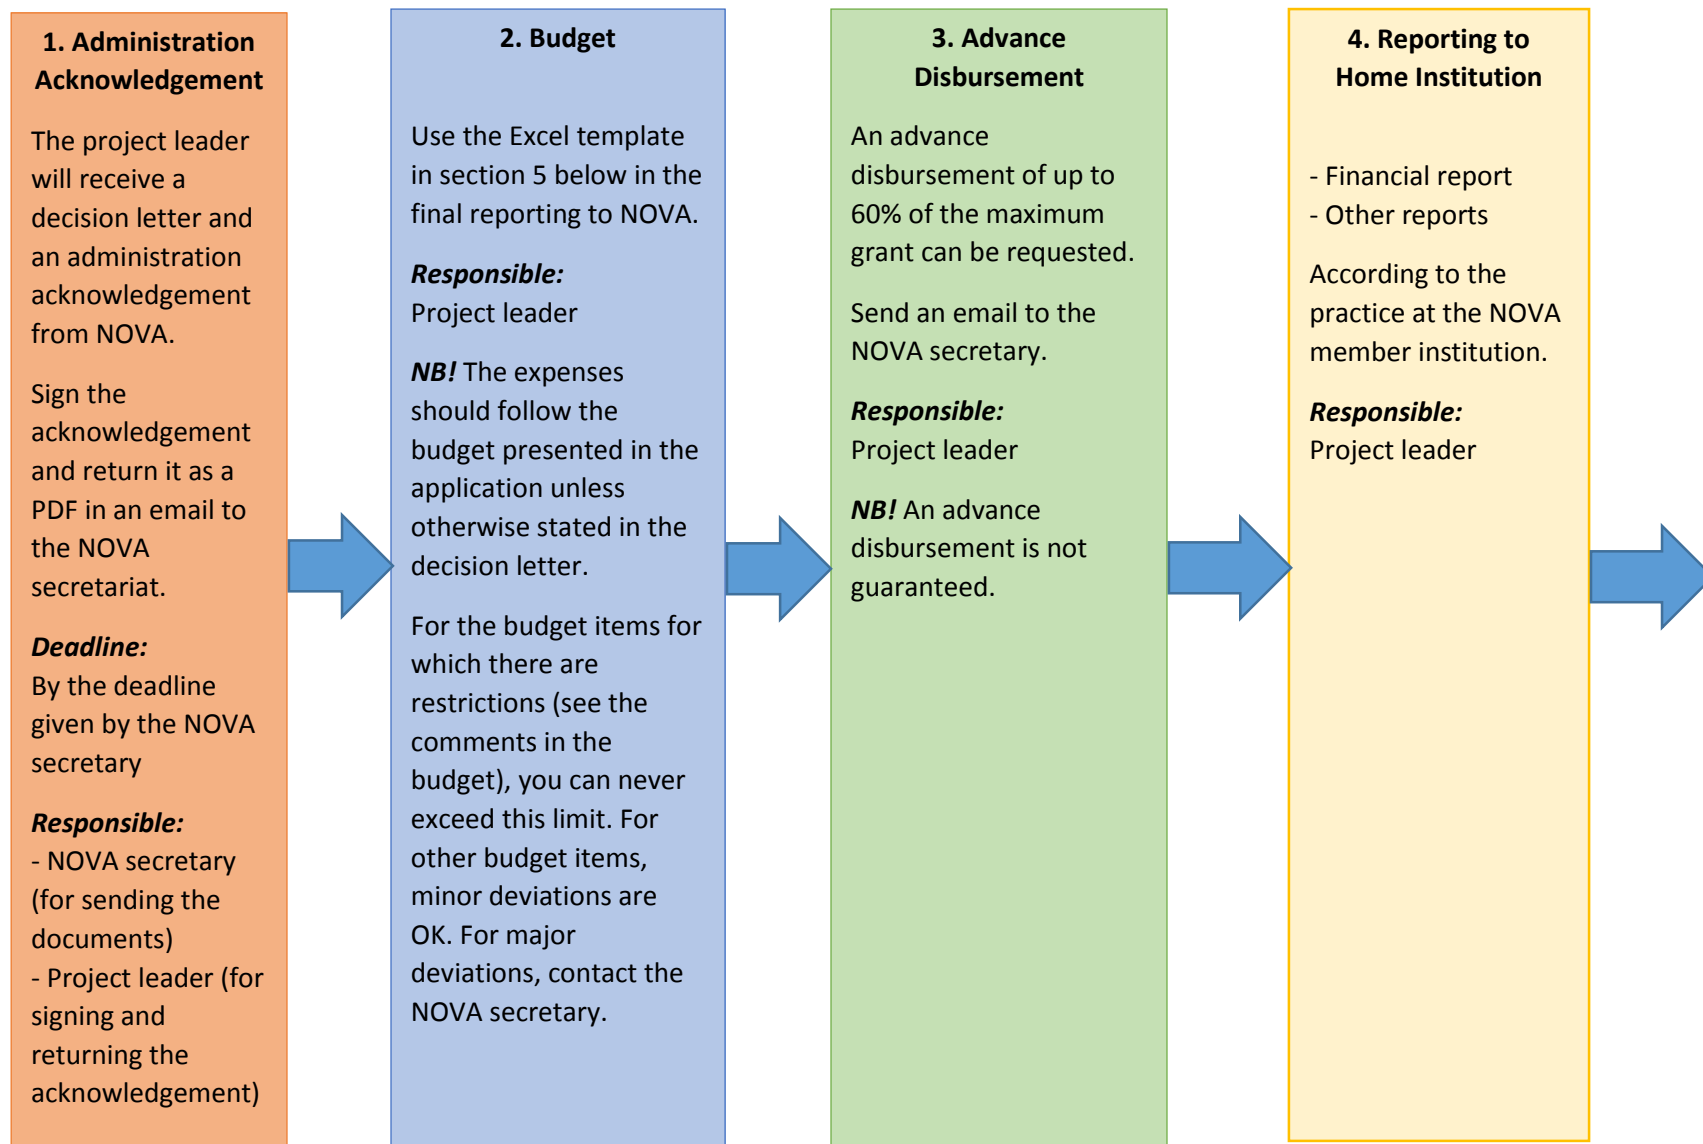 1. Administration
Acknowledgement
The project leader
will receive a
decision letter and
an administration
acknowledgement
from NOVA.
Sign the
acknowledgement
and return it as a
PDF in an email to
the NOVA
secretariat.
Deadline:
By the deadline
given by the NOVA
secretary
Responsible:
- NOVA secretary
(for sending the
documents)
- Project leader (for
signing and
returning the
acknowledgement)
2. Budget
Use the Excel template
in section 5 below in the
final reporting to NOVA.
Responsible:
Project leader
NB! The expenses
should follow the
budget presented in the
application unless
otherwise stated in the
decision letter.
For the budget items for
which there are
restrictions (see the
comments in the
budget), you can never
exceed this limit. For
other budget items,
minor deviations are
OK. For major
deviations, contact the
NOVA secretary.
3. Advance
Disbursement
An advance
disbursement of up to
60% of the maximum
grant can be requested.
Send an email to the
NOVA secretary.
Responsible:
Project leader
NB! An advance
disbursement is not
guaranteed.
4. Reporting to
Home Institution
- Financial report
- Other reports
According to the
practice at the NOVA
member institution.
Responsible:
Project leader